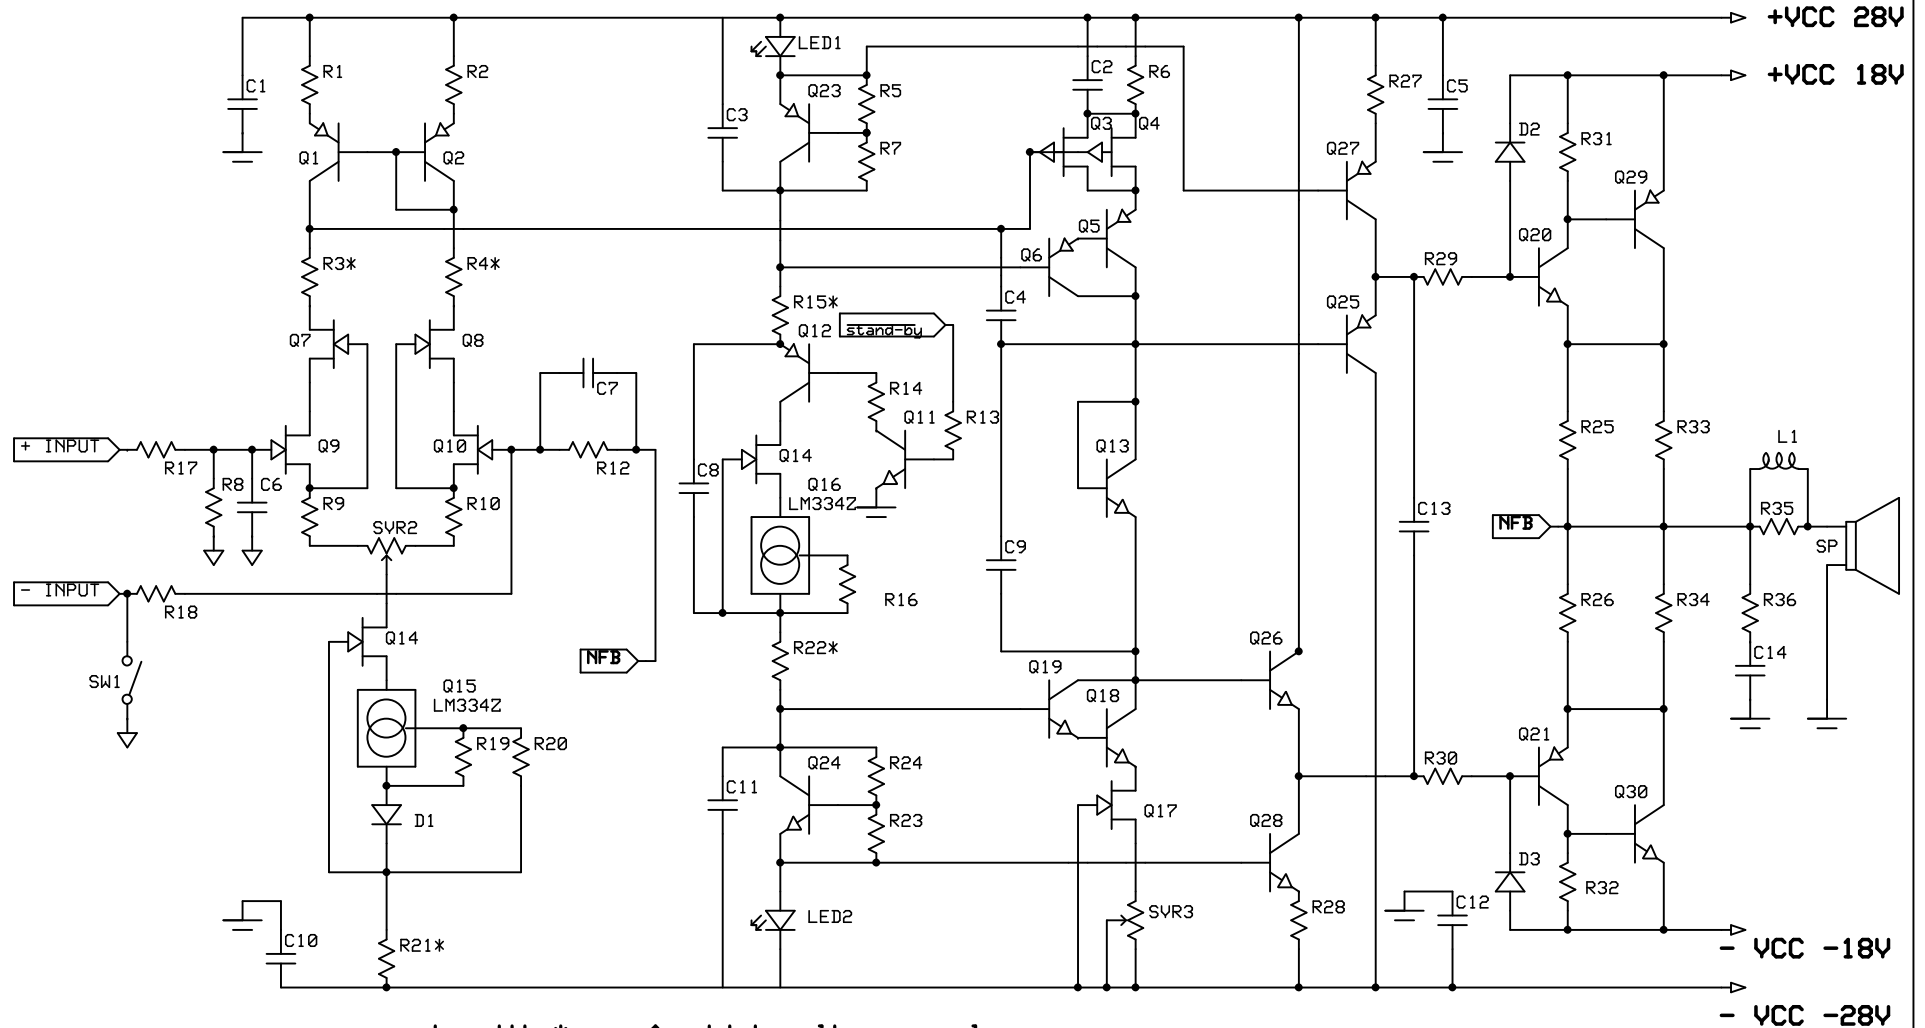 +VCC 28V
LED1
R1
R2
C1
Q23
R5
C2
R6
R27
C5
+VCC 18V
C3
Q3
Q4
D2
R31
Q1
Q2
R7
Q27
Q29
Q5
Q6
Q20
R3*
R4*
R29
R15*
C4
Q25
Q7
Q8
Q12
stand-by
C7
R14
Q11
R13
R25
R33
+ INPUT
R17
Q9
Q10
R12
Q14
Q13
L1
R8
C6
C8
Q16
LM334Z
R9
R10
SVR2
C13
NFB
R35
SP
C9
- INPUT
R18
R16
R26
R34
R36
Q14
R22*
Q26
C14
NFB
Q19
SW1
Q15
LM334Z
Q18
R19
R20
Q24
R24
R30
Q21
C11
Q17
Q30
D1
R23
Q28
D3
R32
LED2
SVR3
R28
C12
C10
R21*
- VCC -18V
- VCC -28V